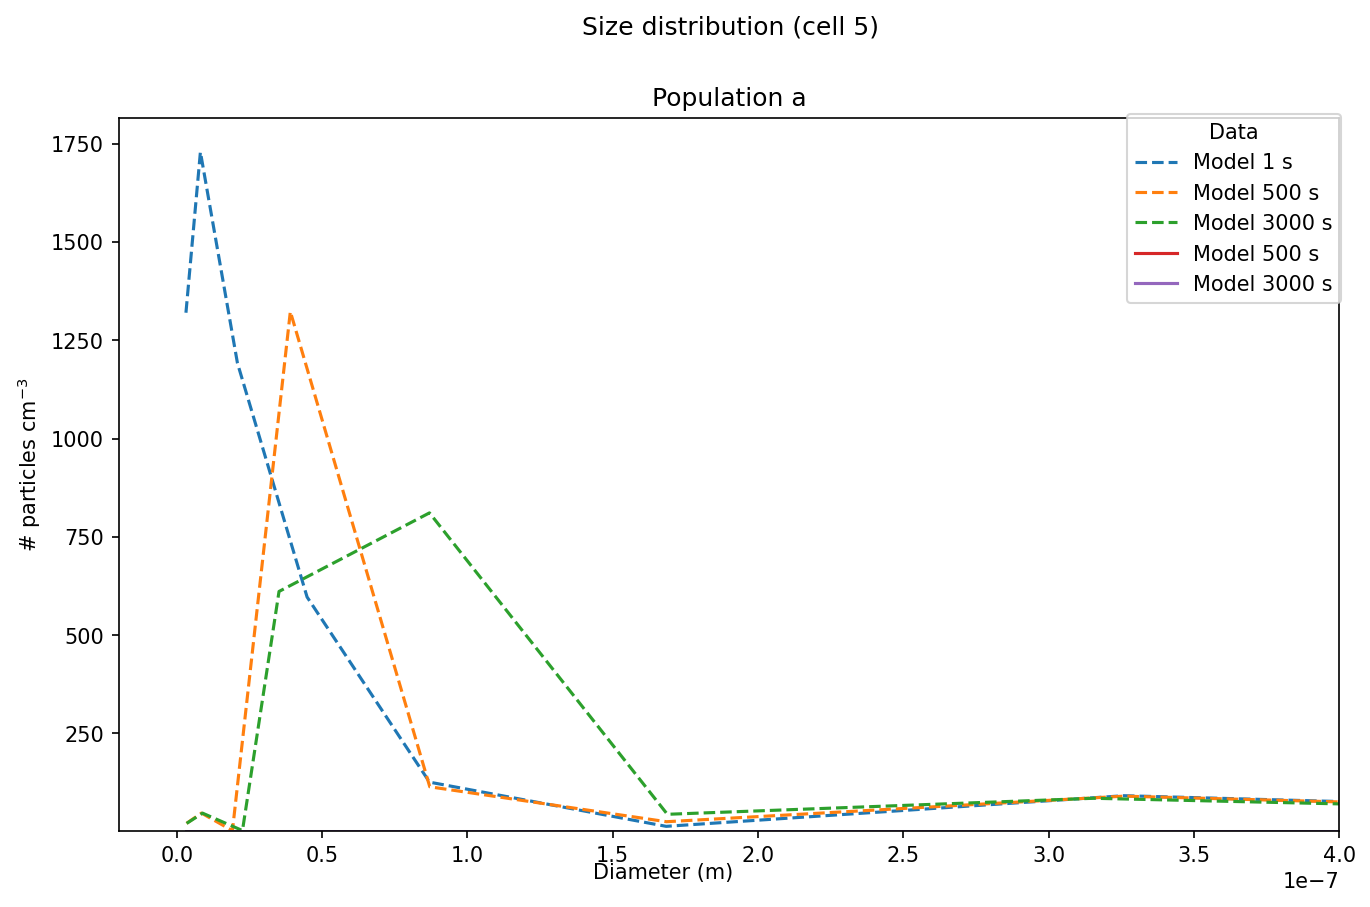 Size distribution (cell 5)
Population a
Data
Model 1 s
Model 500 s
Model 3000 s
Model 500 s
Model 3000 s
# particles cm⁻³
1750
1500
1250
1000
750
500
250
0.0 0.5 1.0 1.5 2.0 2.5 3.0 3.5 4.0
Diameter (m)
1e−7